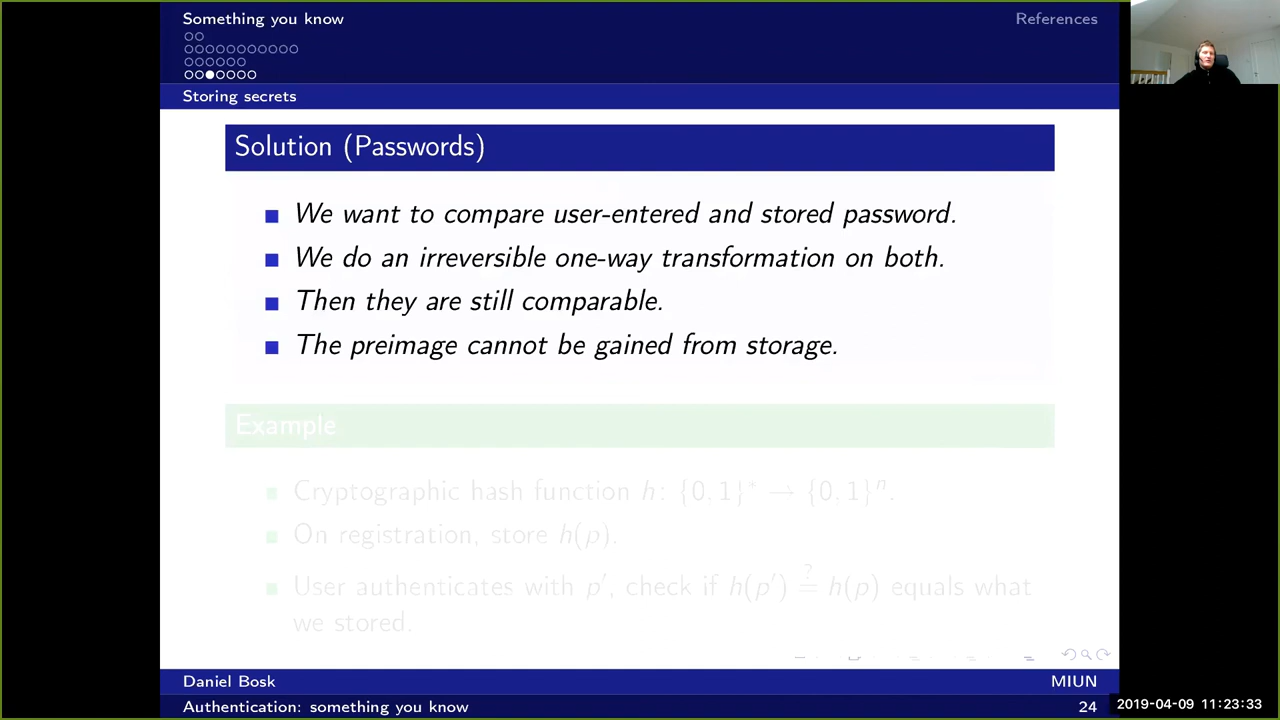 Something you know
References
Storing secrets
Solution (Passwords)
We want to compare user-entered and stored password.
We do an irreversible one-way transformation on both.
Then they are still comparable.
The preimage cannot be gained from storage.
Example
Cryptographic hash function h: {0, 1}* → {0, 1}ⁿ.
On registration, store h(p).
User authenticates with p′, check if h(p′) ≟ h(p) equals what
we stored.
Daniel Bosk
MIUN
Authentication: something you know
24
2019-04-09 11:23:33